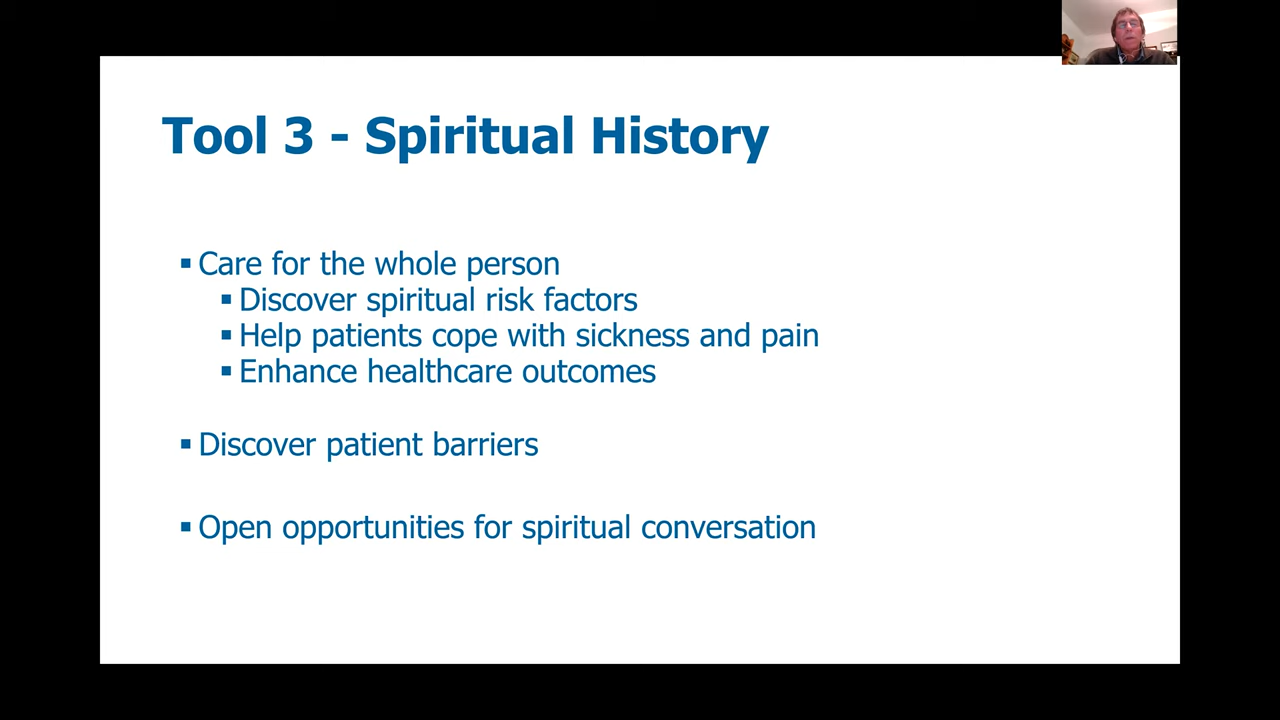 Tool 3 - Spiritual History
▪ Care for the whole person
▪ Discover spiritual risk factors
▪ Help patients cope with sickness and pain
▪ Enhance healthcare outcomes
▪ Discover patient barriers
▪ Open opportunities for spiritual conversation